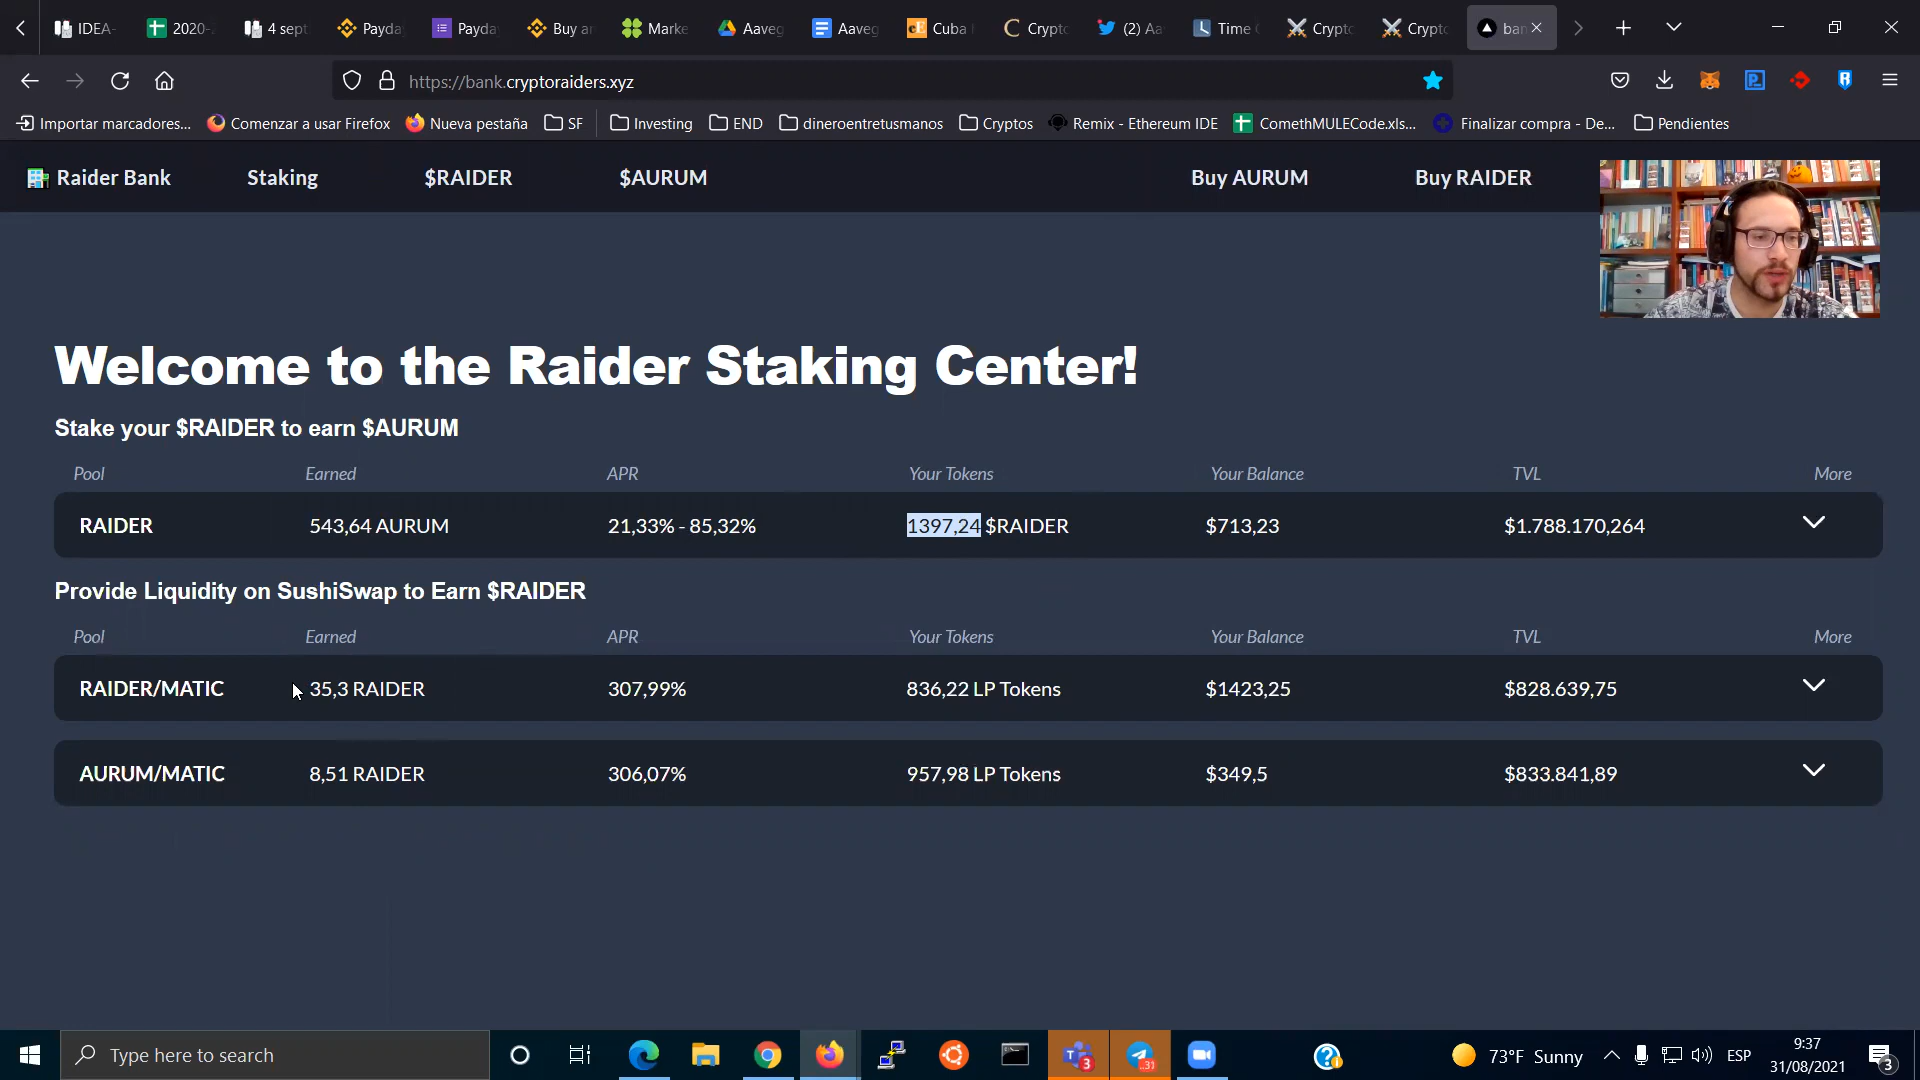 IDEA- 2020- 4 sept Payda Payda Buy an Marke Aaveg Aaveg Cuba Crypto (2) Aa Time Crypto Crypto ban
https://bank.cryptoraiders.xyz
Importar marcadores... Comenzar a usar Firefox Nueva pestaña SF Investing END dineroentretusmanos Cryptos Remix - Ethereum IDE ComethMULECode.xls... Finalizar compra - De... Pendientes
Raider Bank Staking $RAIDER $AURUM Buy AURUM Buy RAIDER
Welcome to the Raider Staking Center!
Stake your $RAIDER to earn $AURUM
Pool Earned APR Your Tokens Your Balance TVL More
RAIDER 543,64 AURUM 21,33% - 85,32% 1397,24 $RAIDER $713,23 $1.788.170,264
Provide Liquidity on SushiSwap to Earn $RAIDER
Pool Earned APR Your Tokens Your Balance TVL More
RAIDER/MATIC 35,3 RAIDER 307,99% 836,22 LP Tokens $1423,25 $828.639,75
AURUM/MATIC 8,51 RAIDER 306,07% 957,98 LP Tokens $349,5 $833.841,89
Type here to search 3 31 73°F Sunny ESP 9:37
31/08/2021 3